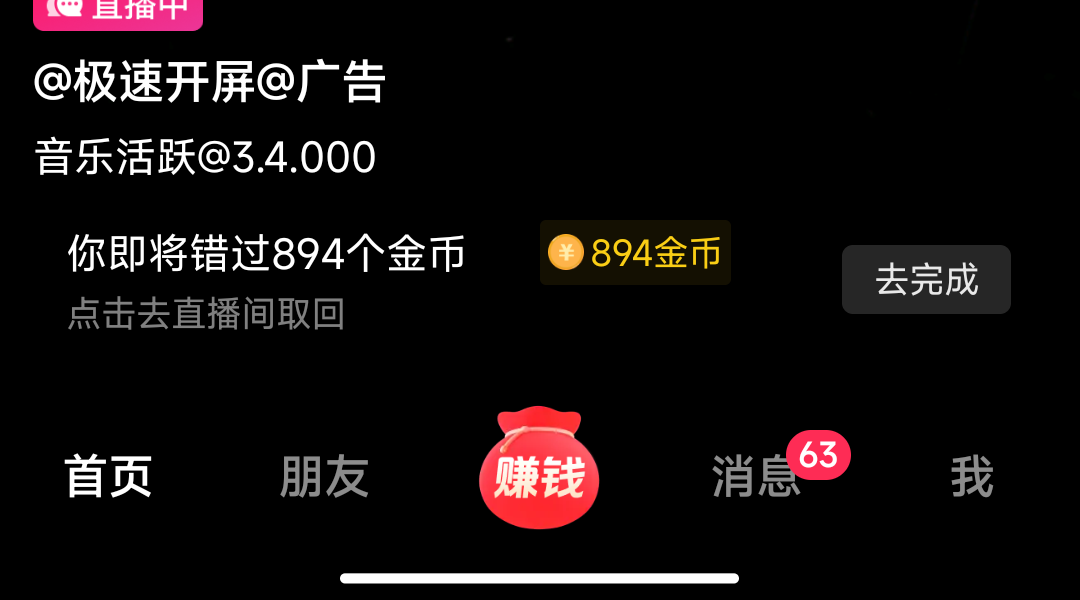 直播中
@极速开屏@广告
音乐活跃@3.4.000
你即将错过894个金币
¥ 894金币
去完成
点击去直播间取回
首页
朋友
赚钱
消息
63
我